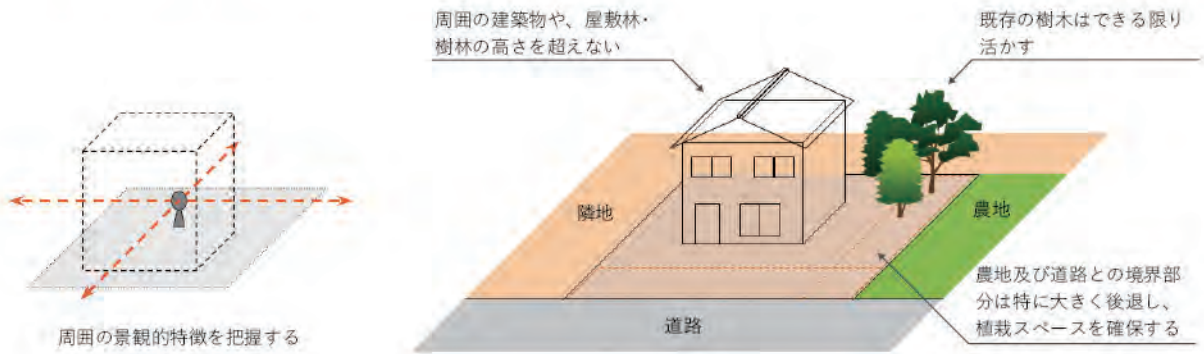 周囲の建築物や、屋敷林・
樹林の高さを超えない
既存の樹木はできる限り
活かす
隣地
農地
道路
農地及び道路との境界部
分は特に大きく後退し、
植栽スペースを確保する
周囲の景観的特徴を把握する